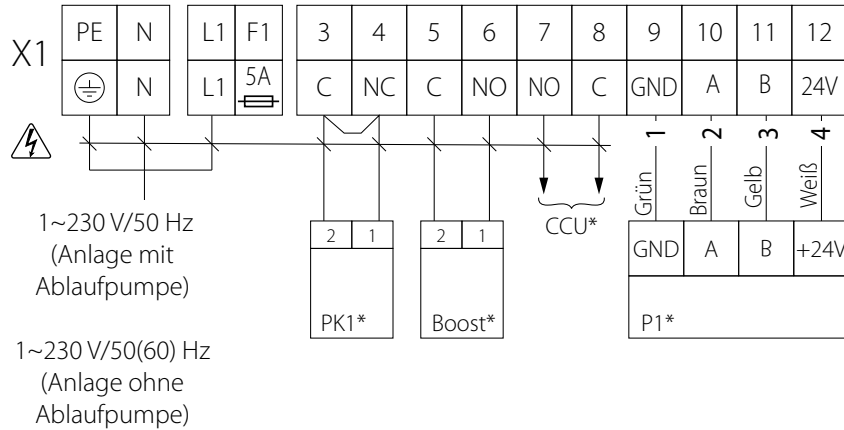 X1
PE N L1 F1 3 4 5 6 7 8 9 10 11 12
N L1 5A C NC C NO NO C GND A B 24V
1 2 3 4
Grün Braun Gelb Weiß
CCU*
2 1 2 1 GND A B +24V
PK1* Boost* P1*
1~230 V/50 Hz
(Anlage mit
Ablaufpumpe)
1~230 V/50(60) Hz
(Anlage ohne
Ablaufpumpe)